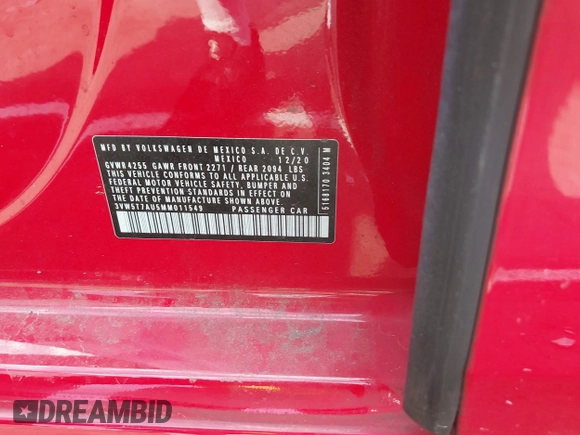 MFD BY VOLKSWAGEN DE MEXICO S.A. DE C.V.
MEXICO 12/20
GVWR 4255 GAWR FRONT 2271 / REAR 2094 LBS
THIS VEHICLE CONFORMS TO ALL APPLICABLE U.S.
FEDERAL MOTOR VEHICLE SAFETY, BUMPER AND
THEFT PREVENTION STANDARDS IN EFFECT ON
THE DATE OF MANUFACTURE SHOWN ABOVE.
3VW5T7AU5MM011549 PASSENGER CAR
5168170 3404 M
DREAMBID